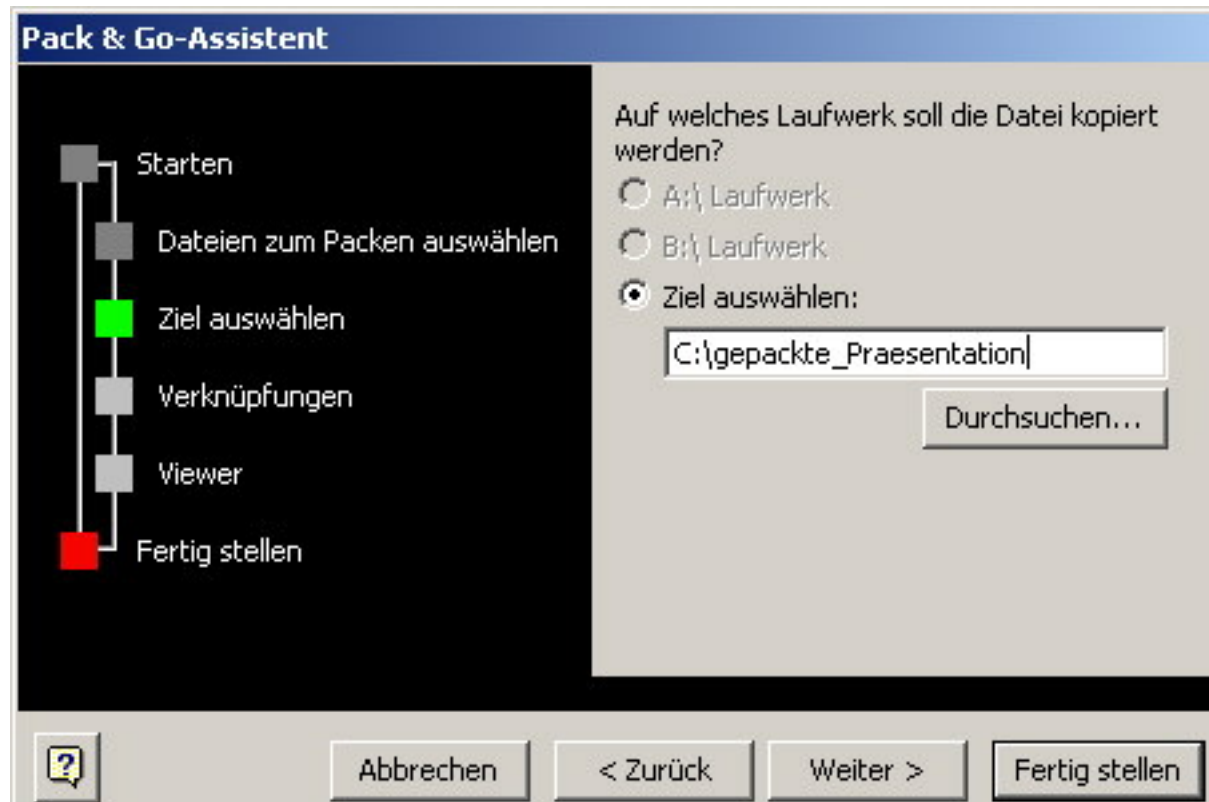 Pack & Go-Assistent
Starten
Dateien zum Packen auswählen
Ziel auswählen
Verknüpfungen
Viewer
Fertig stellen
Auf welches Laufwerk soll die Datei kopiert
werden?
A:\ Laufwerk
B:\ Laufwerk
Ziel auswählen:
C:\gepackte_Praesentation
Durchsuchen...
?
Abbrechen
< Zurück
Weiter >
Fertig stellen